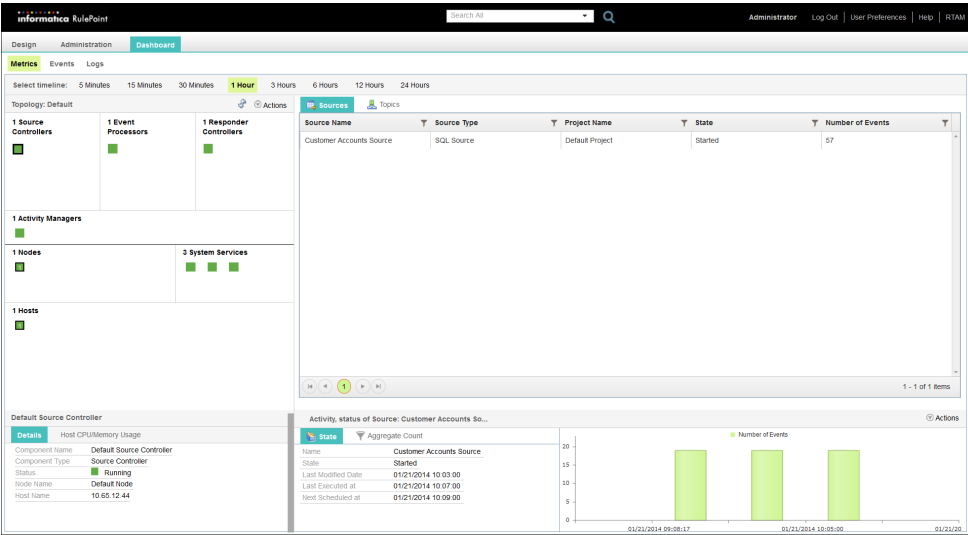 informatica RulePoint
Search All
Administrator Log Out | User Preferences | Help | RTAM
Design Administration Dashboard
Metrics Events Logs
Select timeline: 5 Minutes 15 Minutes 30 Minutes 1 Hour 3 Hours 6 Hours 12 Hours 24 Hours
Topology: Default Actions
1 Source Controllers
1 Event Processors
1 Responder Controllers
1 Activity Managers
1 Nodes
3 System Services
1 Hosts
Sources Topics
Source Name Source Type Project Name State Number of Events
Customer Accounts Source SQL Source Default Project Started 57
1
1 - 1 of 1 items
Default Source Controller
Details Host CPU/Memory Usage
Component Name Default Source Controller
Component Type Source Controller
Status Running
Node Name Default Node
Host Name 10.65.12.44
Activity, status of Source: Customer Accounts So...
Actions
State Aggregate Count
Name Customer Accounts Source
State Started
Last Modified Date 01/21/2014 10:03:00
Last Executed at 01/21/2014 10:07:00
Next Scheduled at 01/21/2014 10:09:00
Number of Events
20
15
10
5
0
01/21/2014 09:08:17 01/21/2014 10:05:00 01/21/20